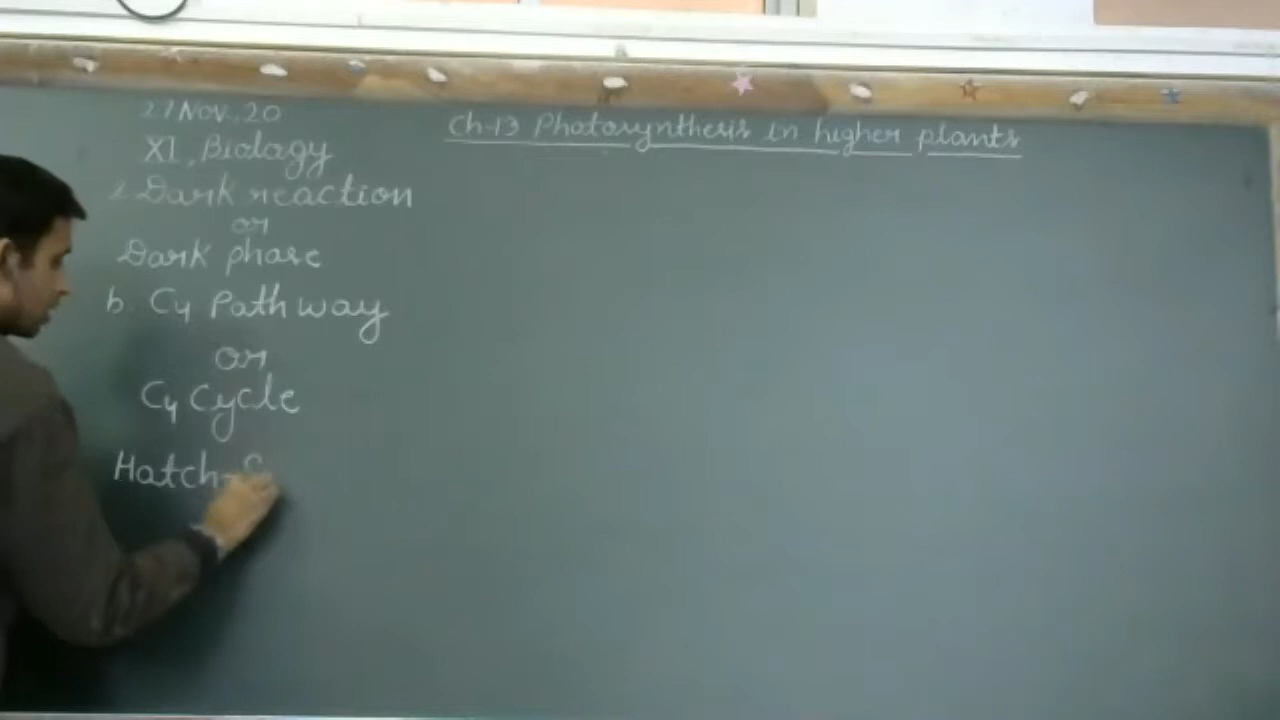 27 Nov. 20
Ch-13 Photosynthesis in higher plants
XI, Biology
2. Dark reaction
or
Dark phase
b. C4 Pathway
or
C4 Cycle
Hatch-S